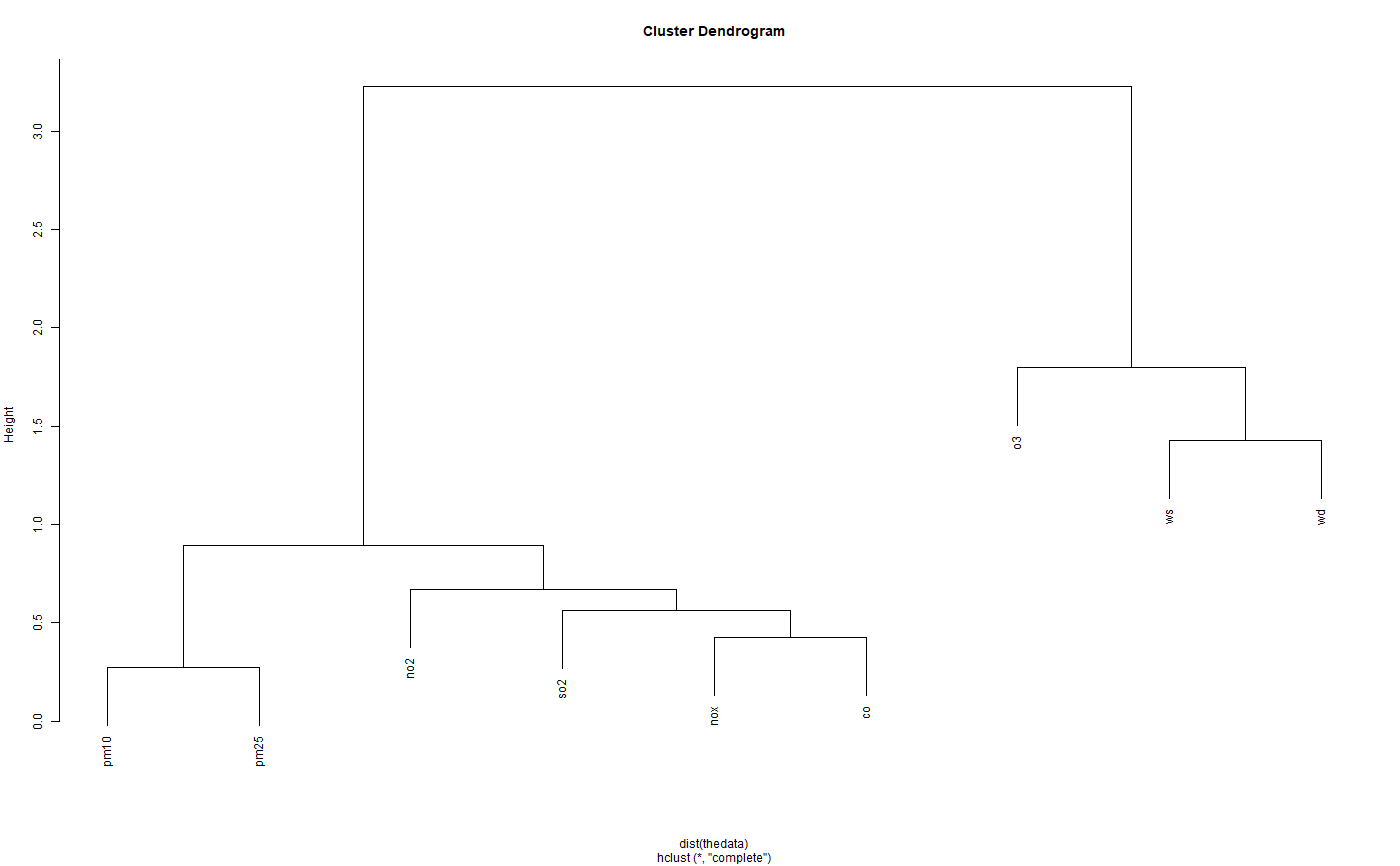 Cluster Dendrogram
Height
3.0
2.5
2.0
1.5
1.0
0.5
0.0
o3
ws
wd
no2
so2
nox
co
pm10
pm25
dist(thedata)
hclust (*, "complete")